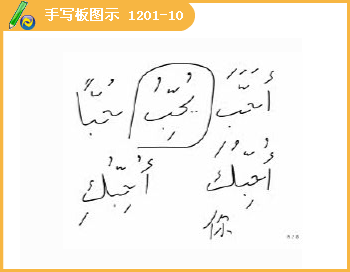 手写板图示 1201-10
أَحَبَّ يُحِبُّ حُبًّا
أُحِبُّكَ أُحِبُّكِ
你